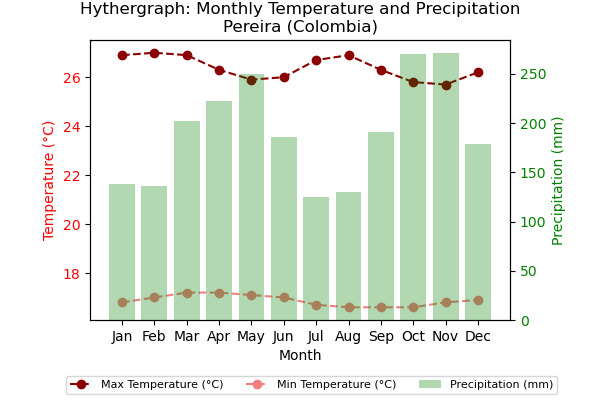 Hythergraph: Monthly Temperature and Precipitation
Pereira (Colombia)
26
24
22
20
18
Temperature (°C)
250
200
150
100
50
0
Precipitation (mm)
Jan Feb Mar Apr May Jun Jul Aug Sep Oct Nov Dec
Month
Max Temperature (°C) Min Temperature (°C) Precipitation (mm)